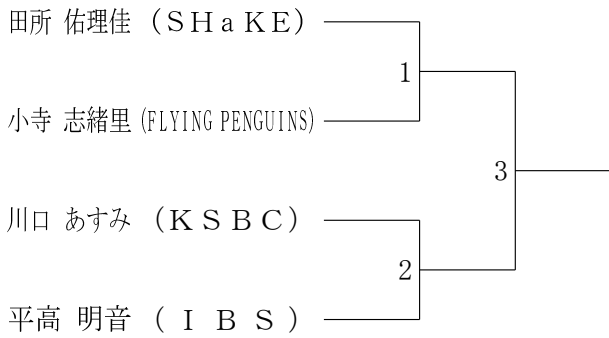 田所 佑理佳 （ＳＨａＫＥ）
1
小寺 志緒里 (FLYING PENGUINS)
3
川口 あすみ （ＫＳＢＣ）
2
平高 明音 （ＩＢＳ）